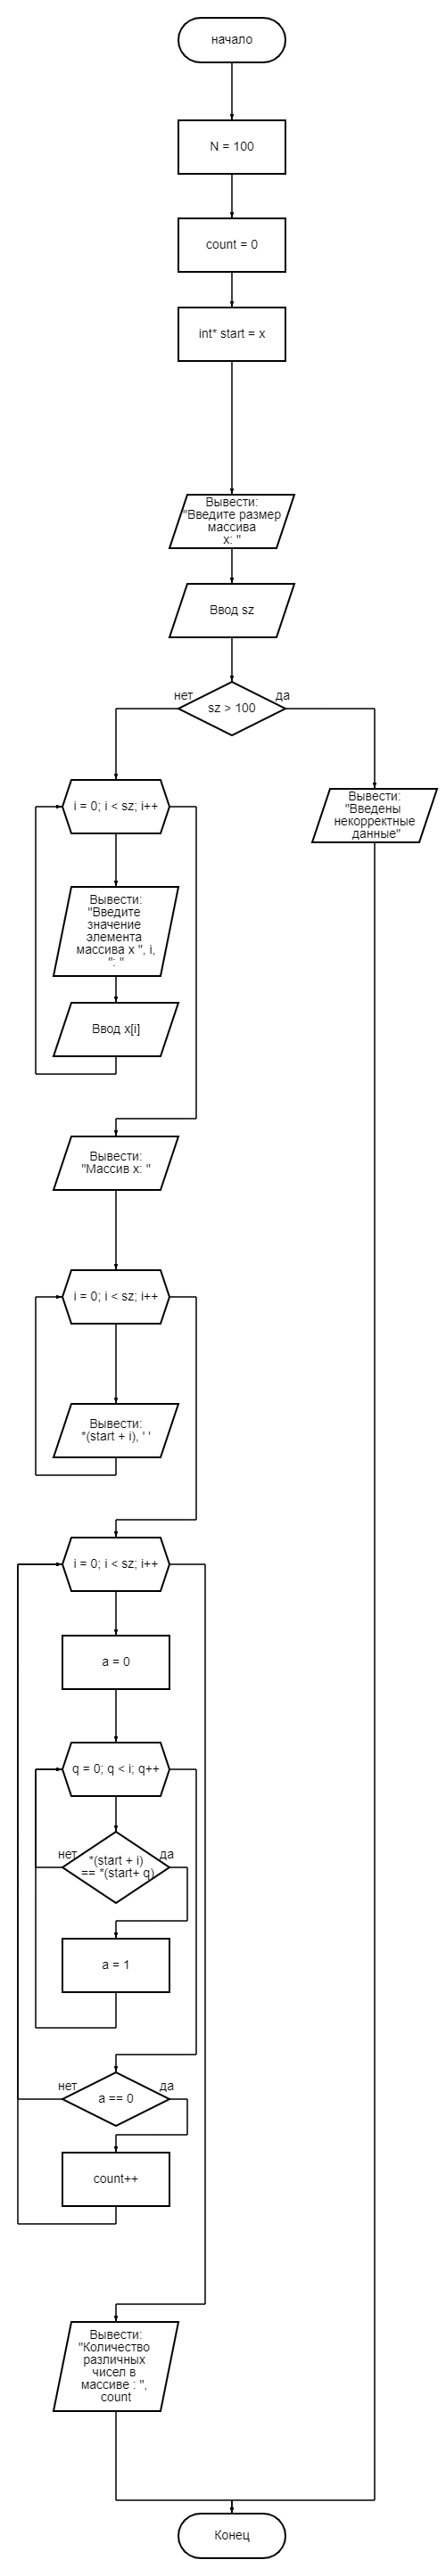 начало
N = 100
count = 0
int* start = x
Вывести:
"Введите размер
массива
x: "
Ввод sz
нет
да
sz > 100
i = 0; i < sz; i++
Вывести:
"Введены
некорректные
данные"
Вывести:
"Введите
значение
элемента
массива x ", i,
": "
Ввод x[i]
Вывести:
"Массив x: "
i = 0; i < sz; i++
Вывести:
*(start + i), ' '
i = 0; i < sz; i++
a = 0
q = 0; q < i; q++
нет
да
*(start + i)
== *(start+ q)
a = 1
нет
да
a == 0
count++
Вывести:
"Количество
различных
чисел в
массиве : ",
count
Конец